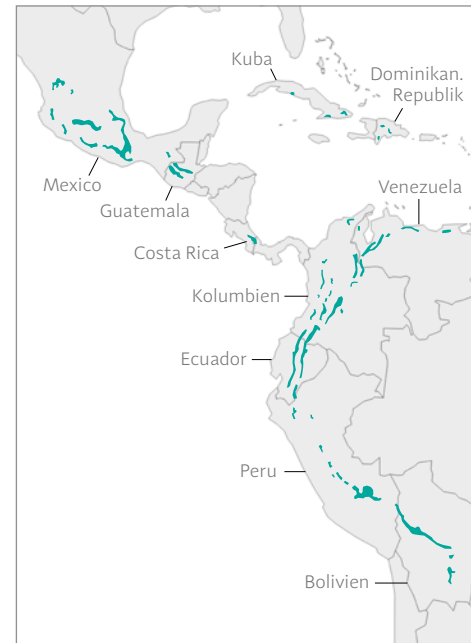 Kuba
Dominikan.
Republik
Mexico
Guatemala
Venezuela
Costa Rica
Kolumbien
Ecuador
Peru
Bolivien